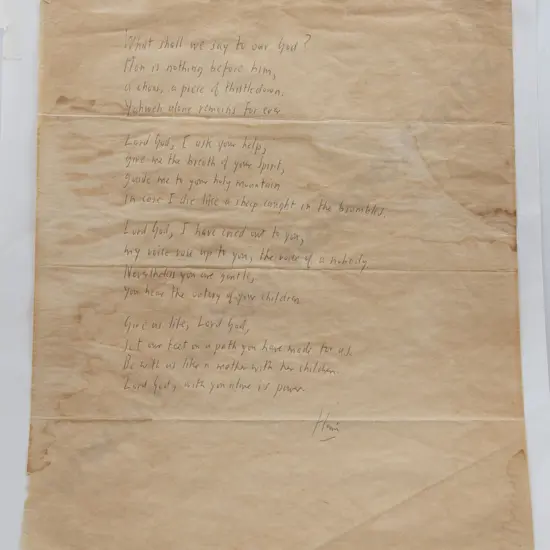 What shall we say to our God?
Man is nothing before him,
a chaos, a piece of thistledown.
Yahweh alone remains for ever
Lord God, I ask your help,
give me the breath of your spirit,
guide me to your holy mountain
in case I die like a sheep caught in the brambles.
Lord God, I have cried out to you,
my voice rose up to you, the voice of a nobody.
Nevertheless you are gentle,
you hear the of your children
Give us life, Lord God,
set our feet on a path you have made for us.
Be with us like a mother with her children.
Lord God, with you alone is power.